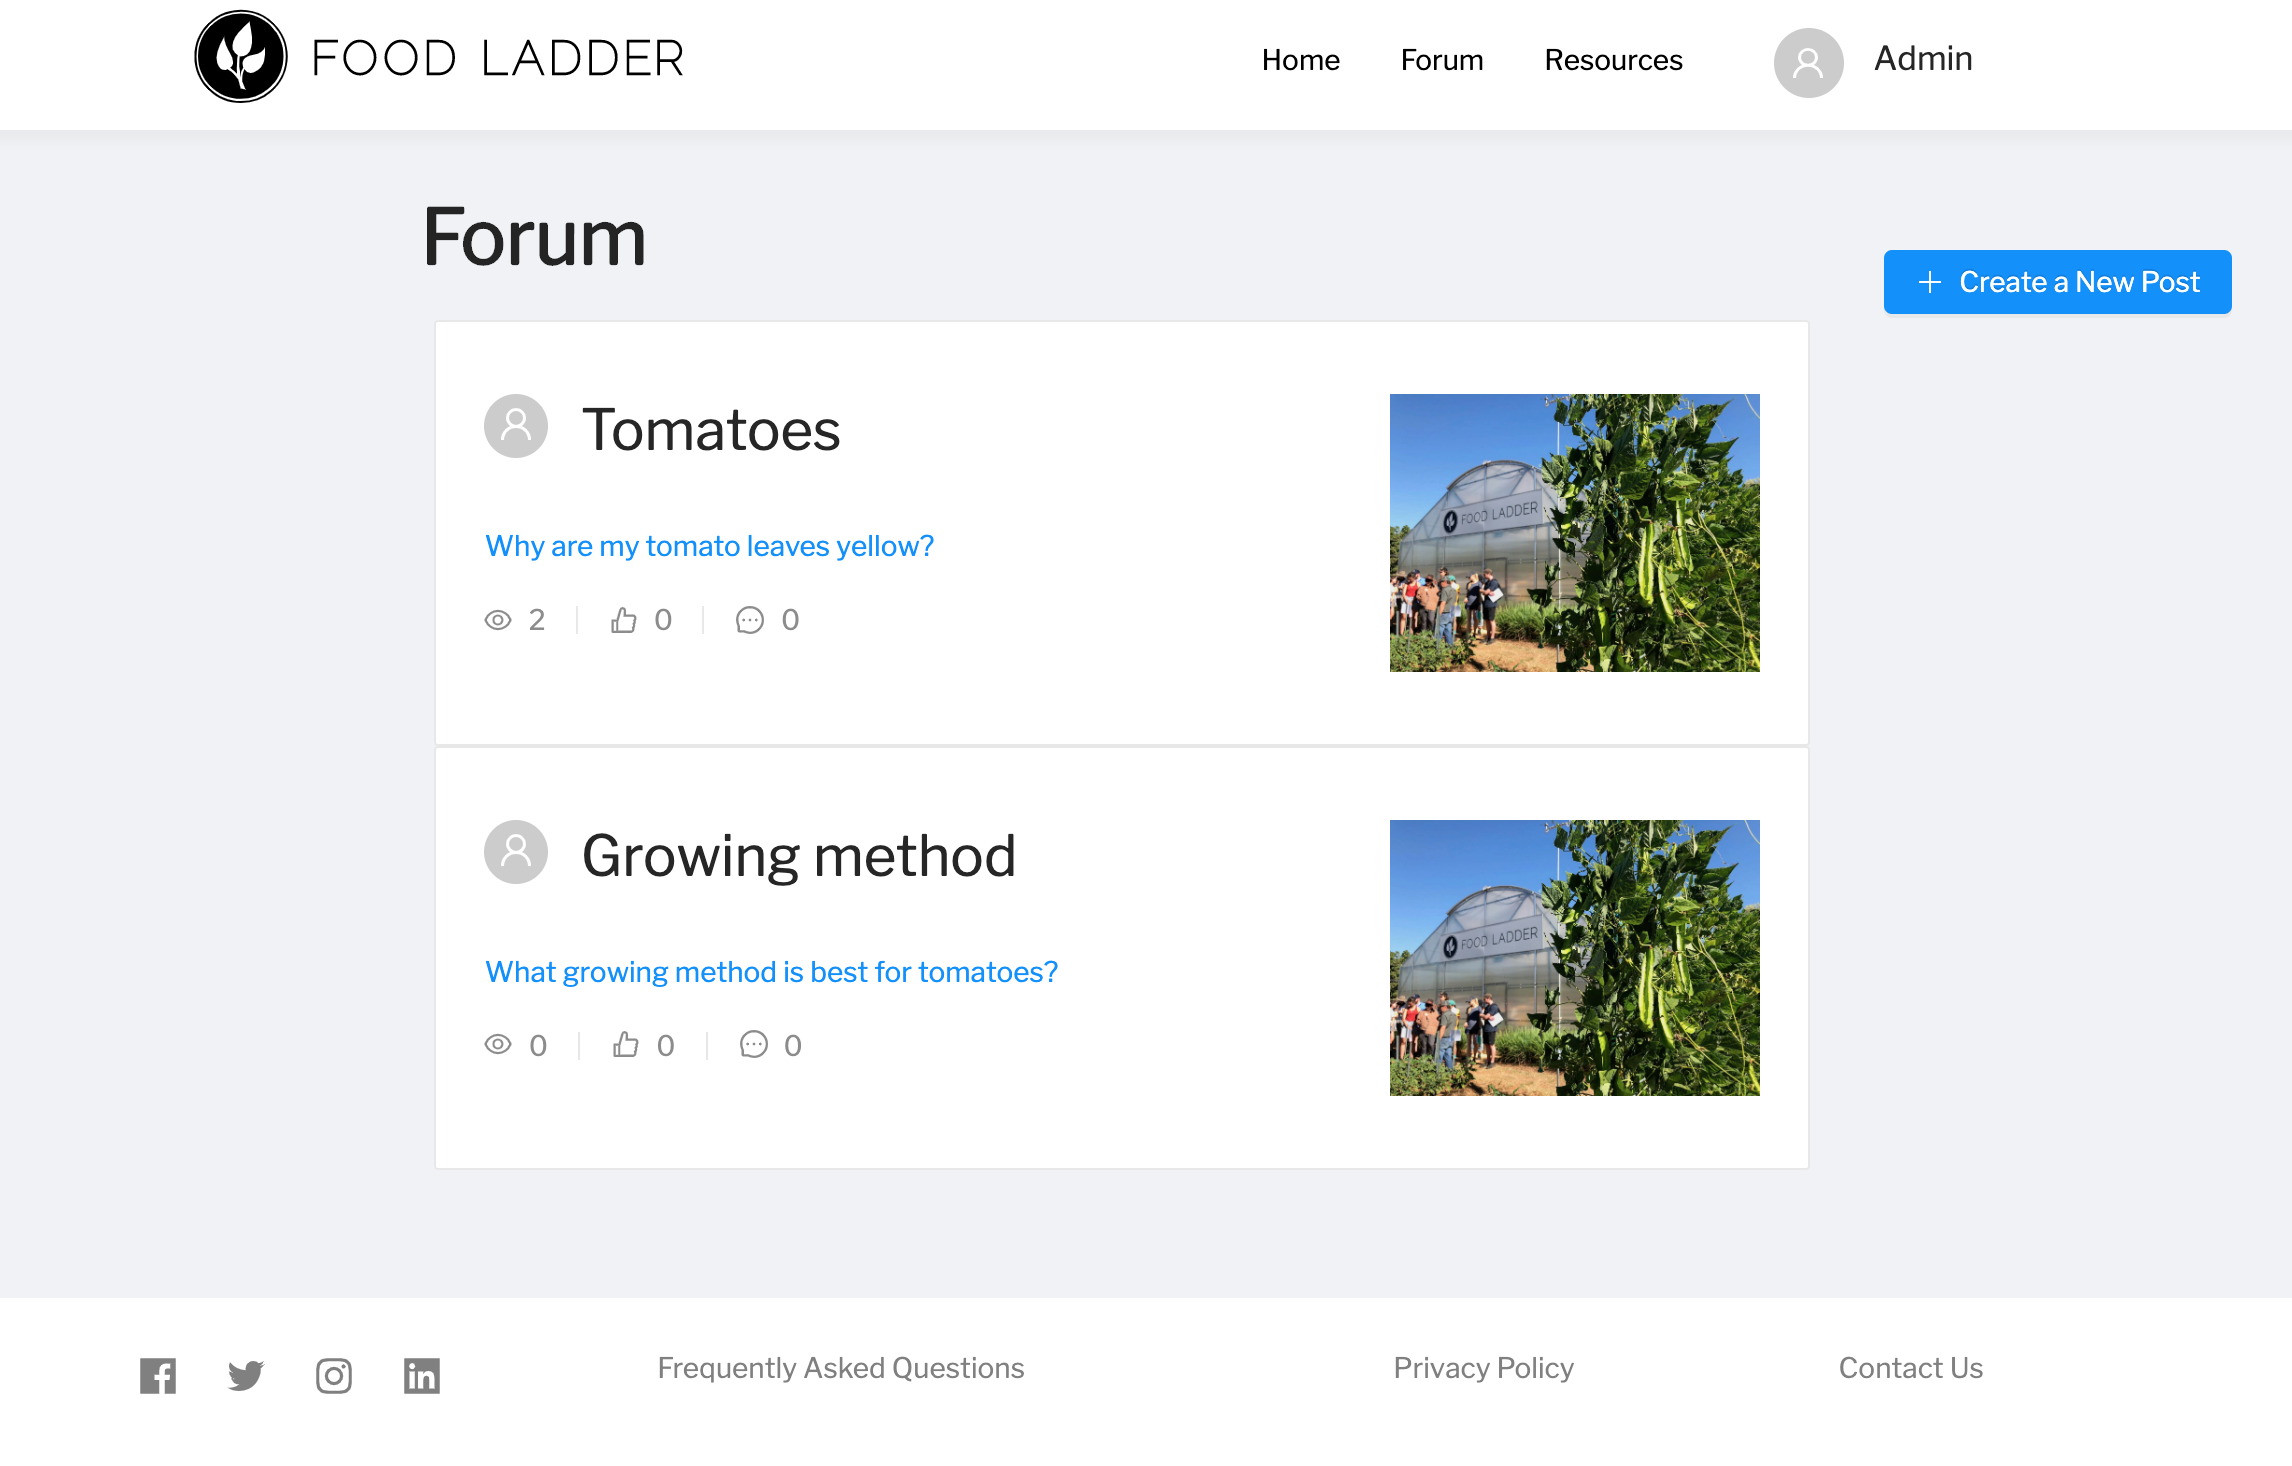 FOOD LADDER
Home Forum Resources Admin
Forum
+ Create a New Post
Tomatoes
FOOD LADDER
Why are my tomato leaves yellow?
2 0 0
Growing method
FOOD LADDER
What growing method is best for tomatoes?
0 0 0
Frequently Asked Questions Privacy Policy Contact Us